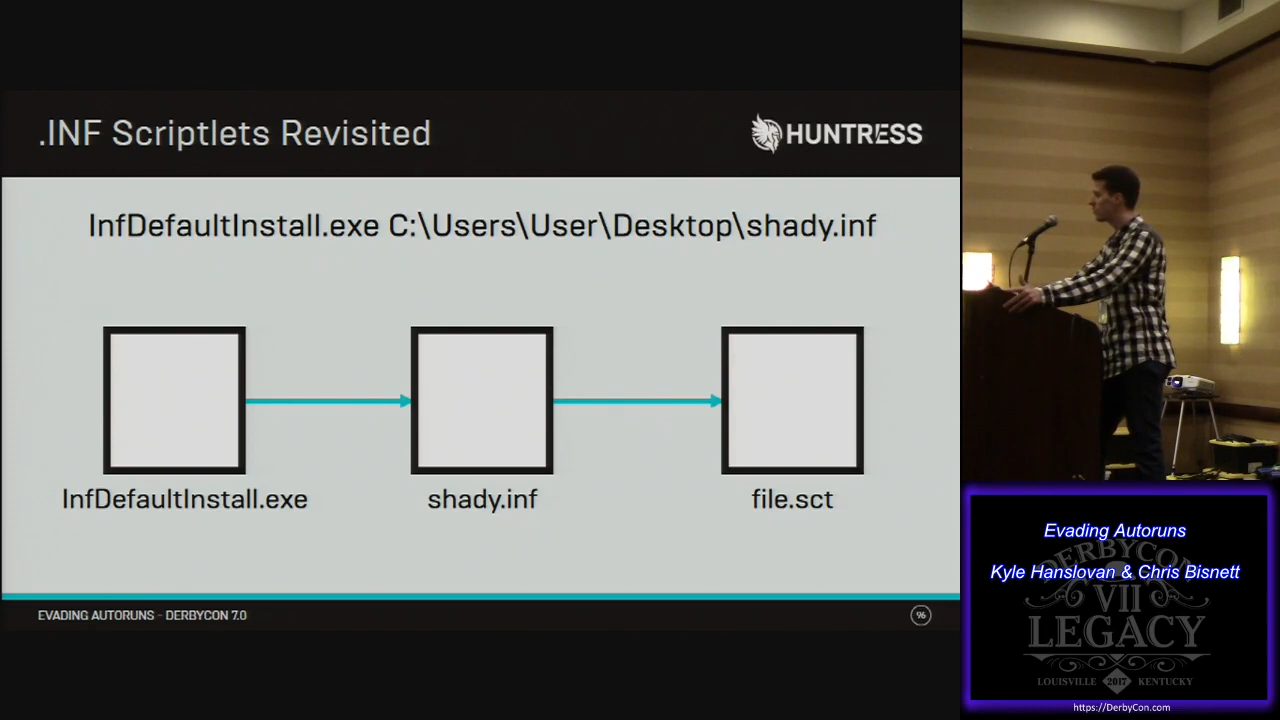 .INF Scriptlets Revisited
HUNTRESS
InfDefaultInstall.exe C:\Users\User\Desktop\shady.inf
InfDefaultInstall.exe
shady.inf
file.sct
EVADING AUTORUNS - DERBYCON 7.0
96
Evading Autoruns
Kyle Hanslovan & Chris Bisnett
DERBYCON
VII
LEGACY
LOUISVILLE 2017 KENTUCKY
https://DerbyCon.com